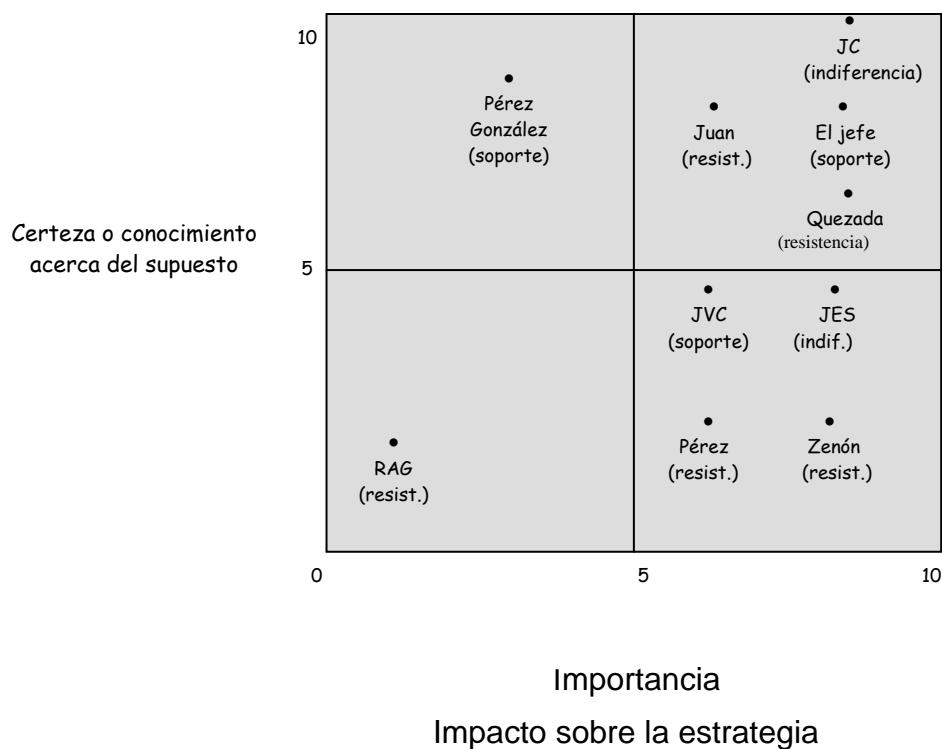 10
JC
(indiferencia)
Pérez
González
(soporte)
Juan
(resist.)
El jefe
(soporte)
Quezada
(resistencia)
Certeza o conocimiento
acerca del supuesto
5
JVC
(soporte)
JES
(indif.)
Pérez
(resist.)
Zenón
(resist.)
RAG
(resist.)
0
5
10
Importancia
Impacto sobre la estrategia